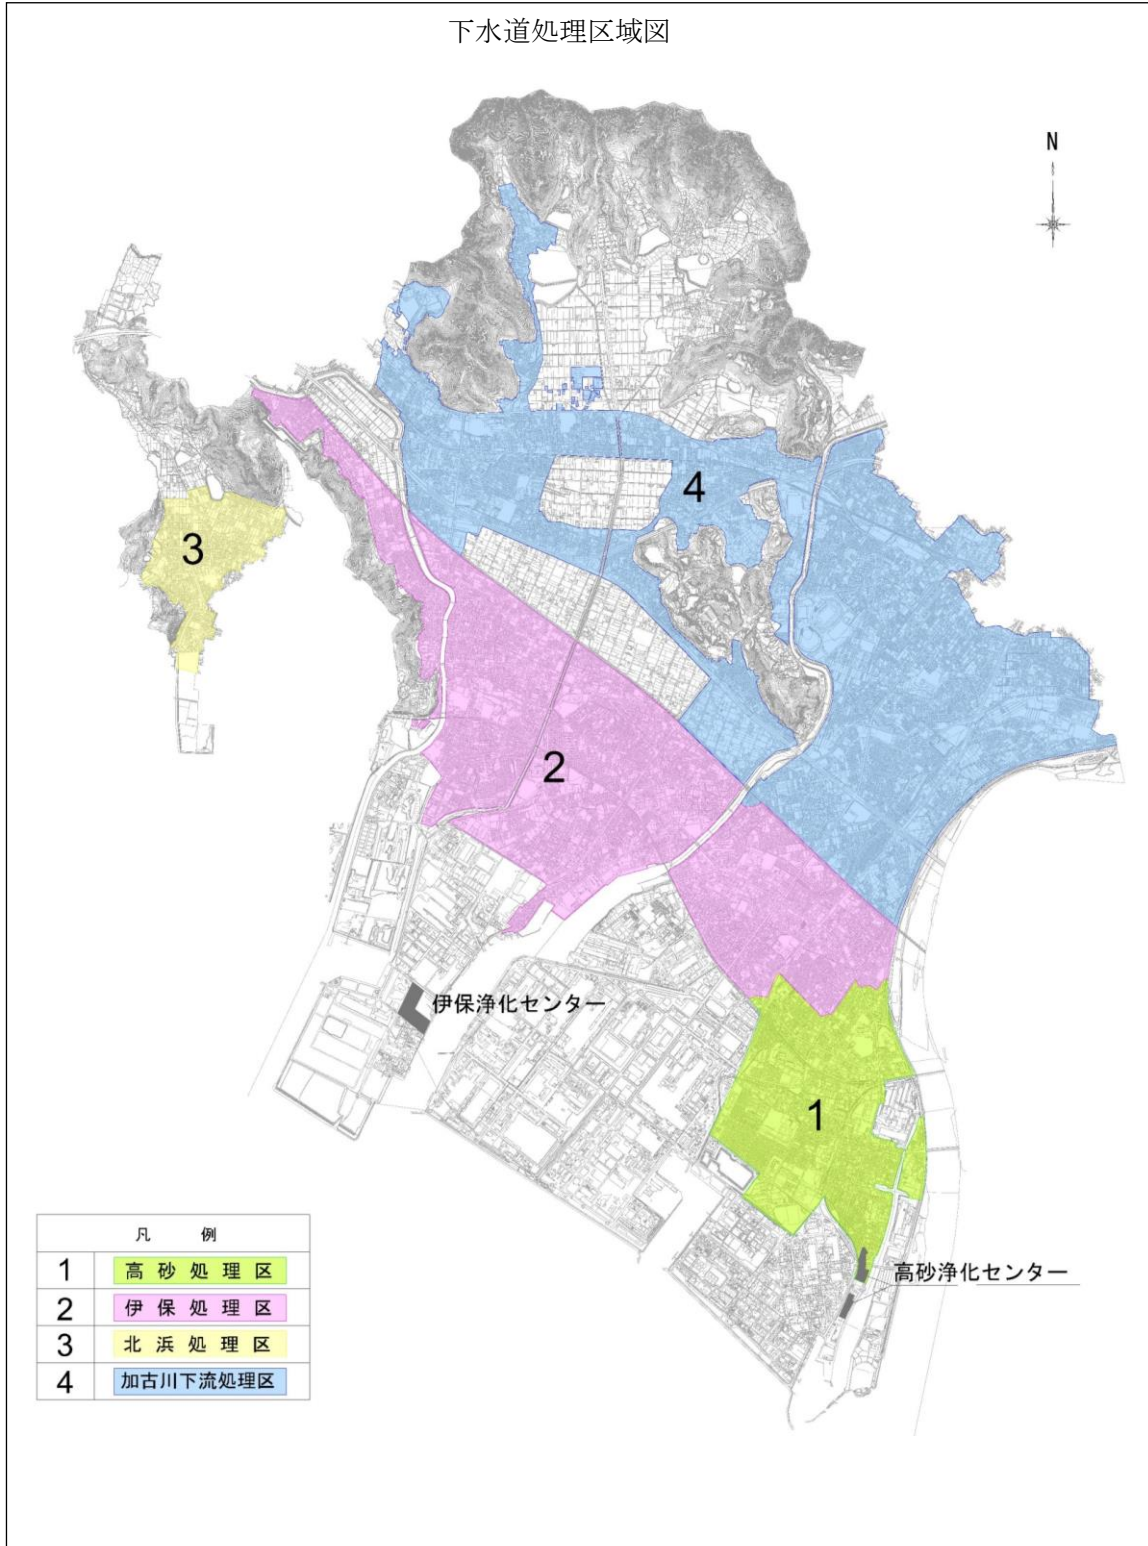 下水道処理区域図
N
4
3
2
伊保浄化センター
1
高砂浄化センター
凡 例
1 高砂処理区
2 伊保処理区
3 北浜処理区
4 加古川下流処理区